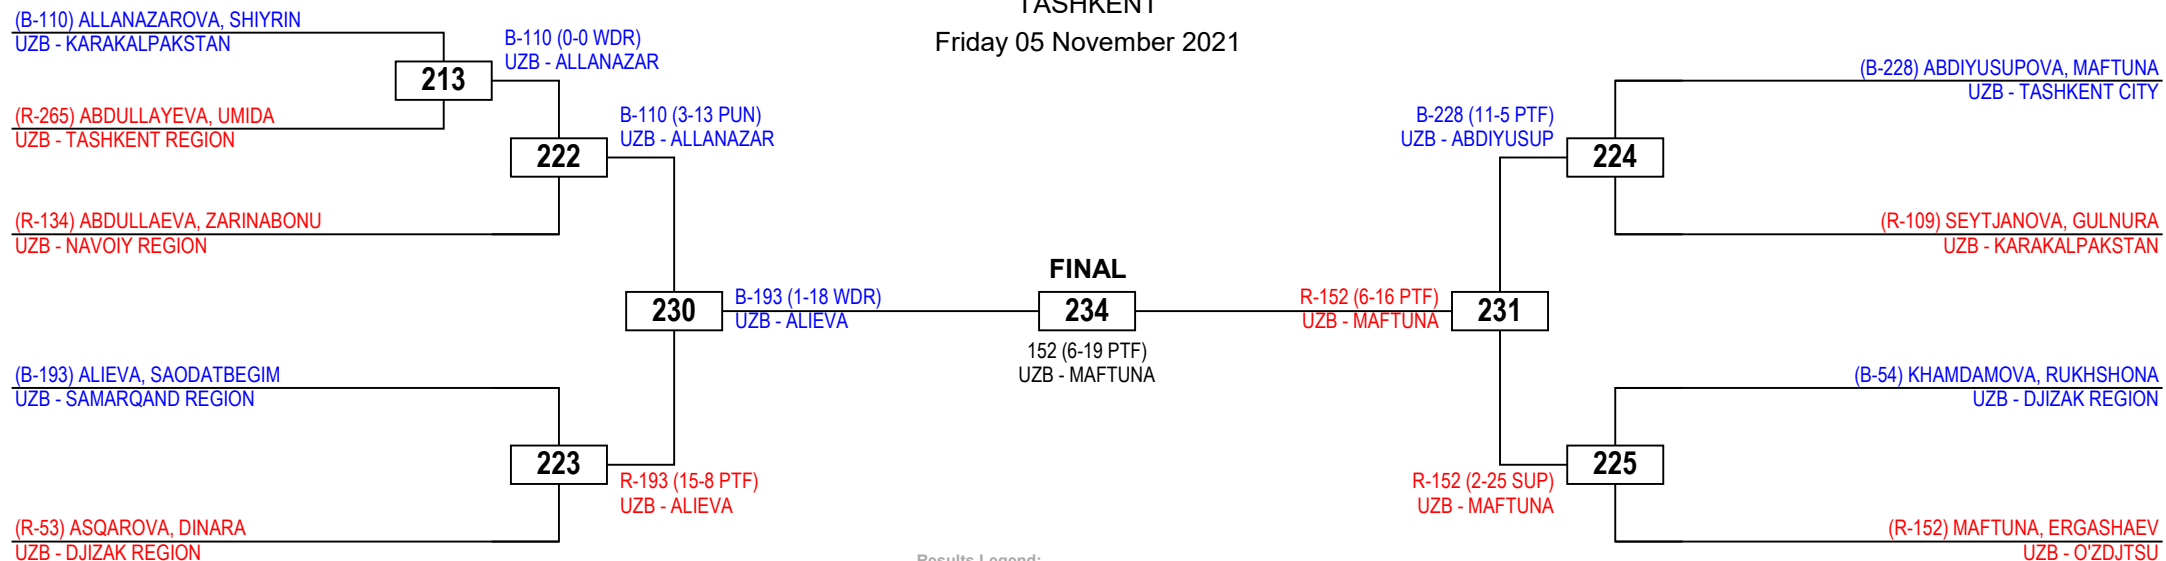 TASHKENT
Friday 05 November 2021
(B-110) ALLANAZAROVA, SHIYRIN
UZB - KARAKALPAKSTAN
B-110 (0-0 WDR)
UZB - ALLANAZAR
213
(R-265) ABDULLAYEVA, UMIDA
UZB - TASHKENT REGION
B-110 (3-13 PUN)
UZB - ALLANAZAR
222
(R-134) ABDULLAEVA, ZARINABONU
UZB - NAVOIY REGION
230
B-193 (1-18 WDR)
UZB - ALIEVA
(B-193) ALIEVA, SAODATBEGIM
UZB - SAMARQAND REGION
223
R-193 (15-8 PTF)
UZB - ALIEVA
(R-53) ASQAROVA, DINARA
UZB - DJIZAK REGION
FINAL
234
152 (6-19 PTF)
UZB - MAFTUNA
(B-228) ABDIYUSUPOVA, MAFTUNA
UZB - TASHKENT CITY
B-228 (11-5 PTF)
UZB - ABDIYUSUP
224
(R-109) SEYTJANOVA, GULNURA
UZB - KARAKALPAKSTAN
R-152 (6-16 PTF)
UZB - MAFTUNA
231
(B-54) KHAMDAMOVA, RUKHSHONA
UZB - DJIZAK REGION
225
R-152 (2-25 SUP)
UZB - MAFTUNA
(R-152) MAFTUNA, ERGASHAEV
UZB - O'ZDJTSU
Results Legend: